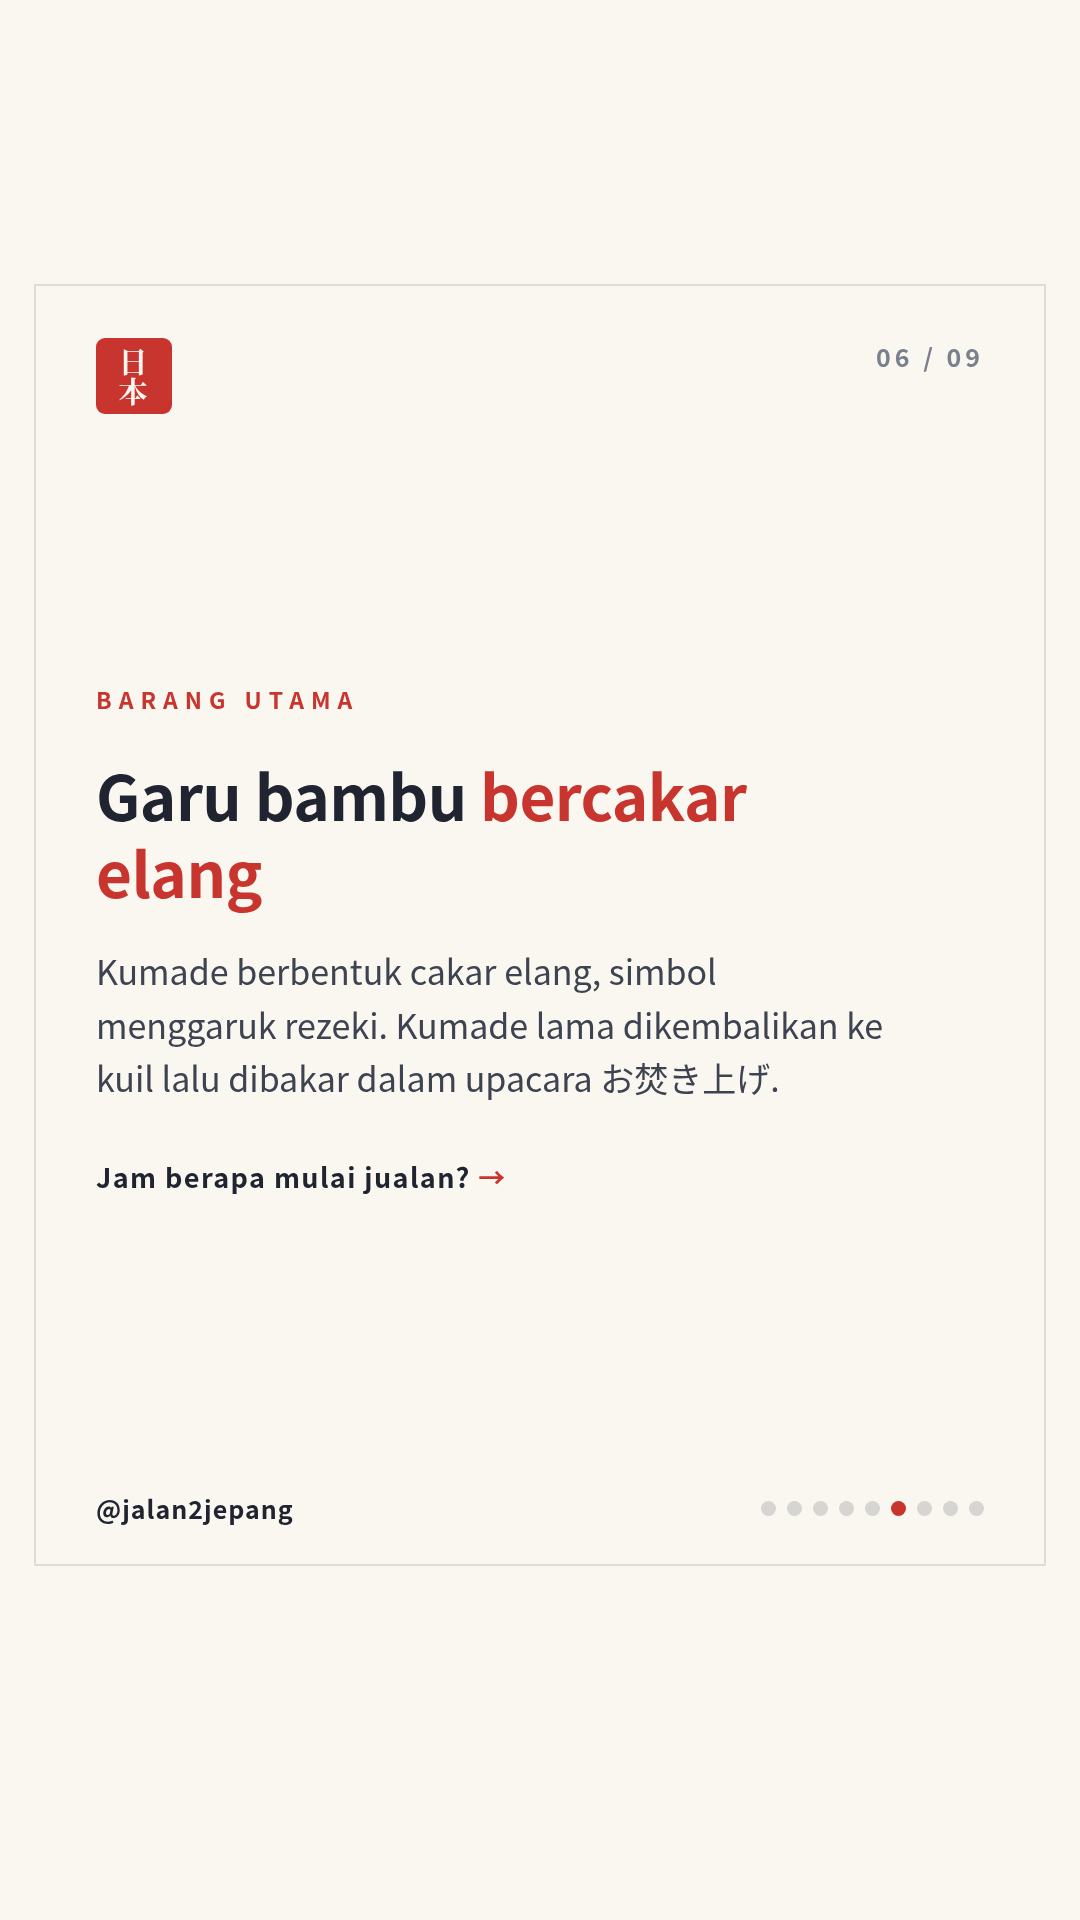 日
本
06 / 09
BARANG UTAMA
Garu bambu bercakar
elang
Kumade berbentuk cakar elang, simbol
menggaruk rezeki. Kumade lama dikembalikan ke
kuil lalu dibakar dalam upacara お焚き上げ.
Jam berapa mulai jualan? →
@jalan2jepang